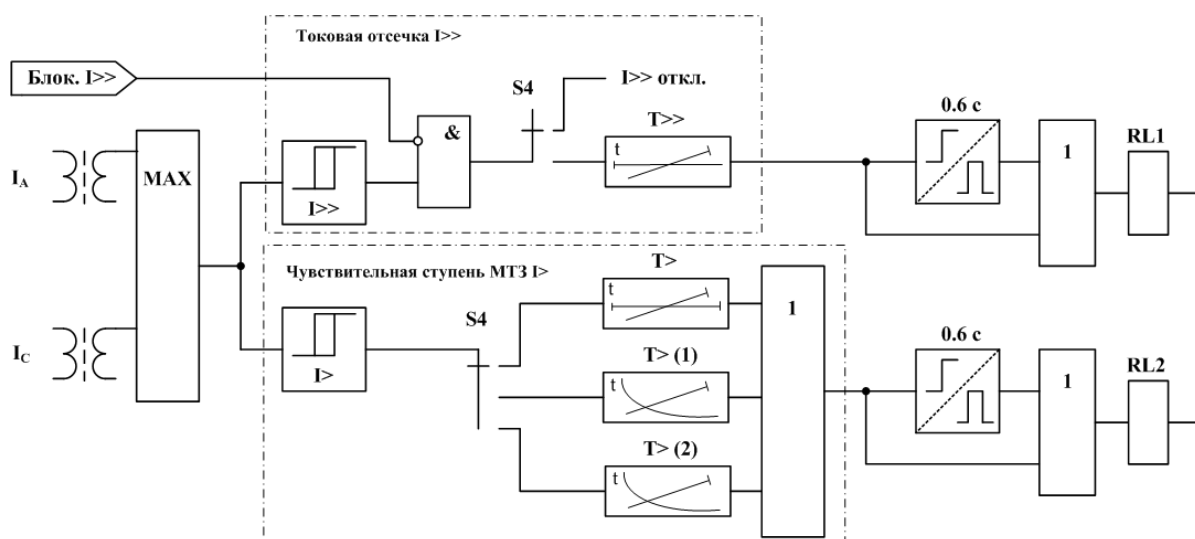 Токовая отсечка I>>
Блок. I>>
S4
I>> откл.
T>>
t
&
0.6 с
1
RL1
I_A
MAX
I>>
Чувствительная ступень МТЗ I>
T>
t
S4
1
I_C
I>
T> (1)
t
0.6 с
1
RL2
T> (2)
t